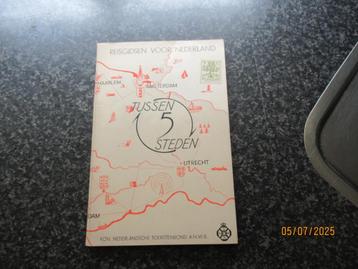 REISGIDSEN VOOR NEDERLAND
HAARLEM
AMSTERDAM
TUSSEN
5
STEDEN
UTRECHT
DAM
KON. NEDERLANDSCHE TOERISTENBOND A.N.W.B.
05/07/2025